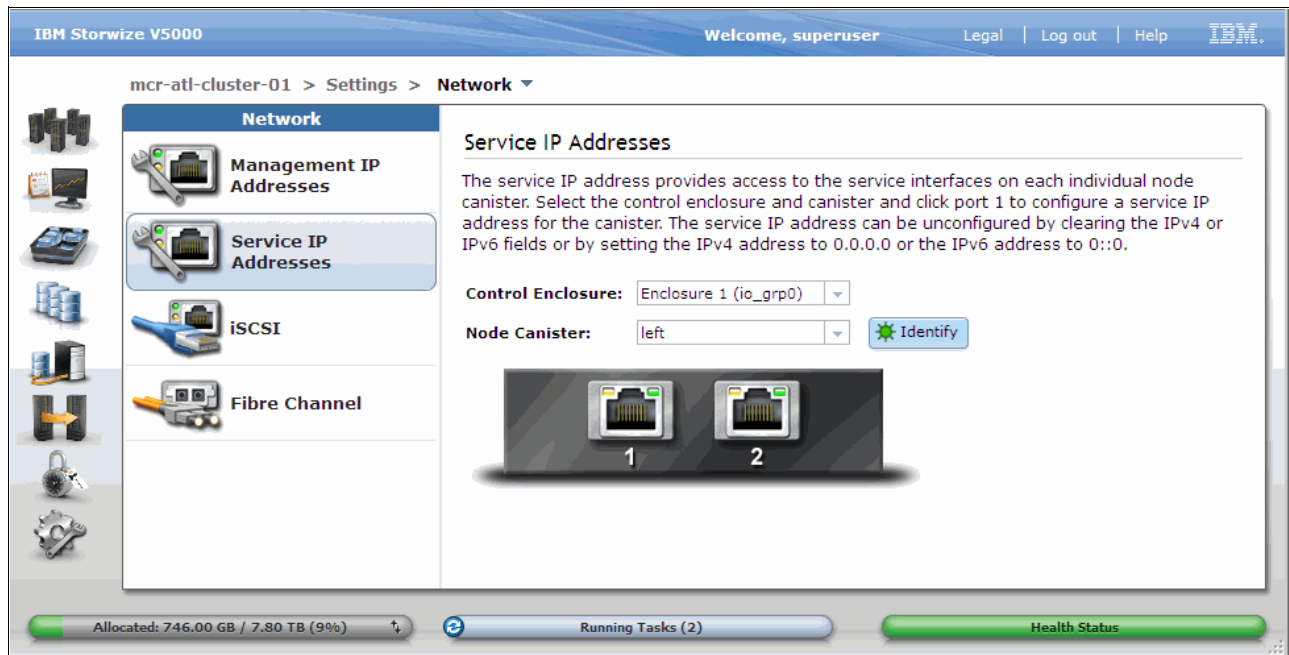 IBM Storwize V5000
Welcome, superuser
Legal | Log out | Help
IBM.
mcr-atl-cluster-01 > Settings > Network
Network
Management IP
Addresses
Service IP
Addresses
iSCSI
Fibre Channel
Service IP Addresses
The service IP address provides access to the service interfaces on each individual node
canister. Select the control enclosure and canister and click port 1 to configure a service IP
address for the canister. The service IP address can be unconfigured by clearing the IPv4 or
IPv6 fields or by setting the IPv4 address to 0.0.0.0 or the IPv6 address to 0::0.
Control Enclosure: Enclosure 1 (io_grp0)
Node Canister: left
Identify
1 2
Allocated: 746.00 GB / 7.80 TB (9%)
Running Tasks (2)
Health Status